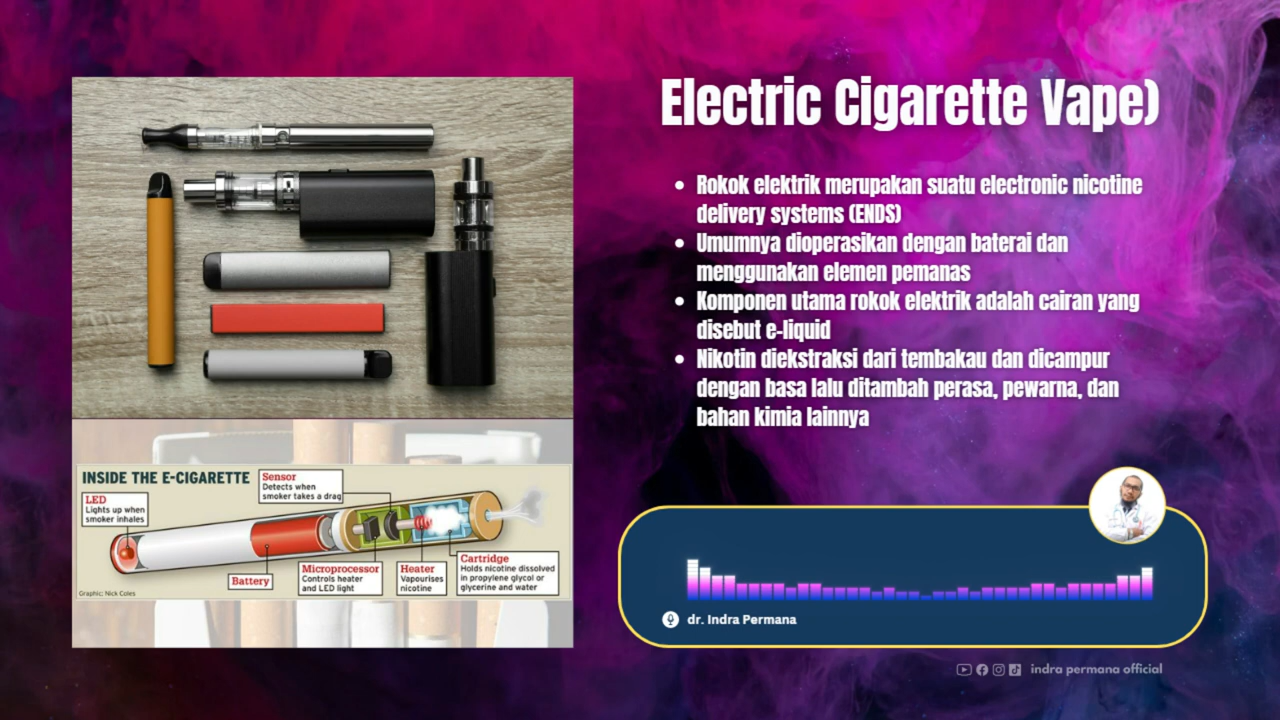 Electric Cigarette Vape)
• Rokok elektrik merupakan suatu electronic nicotine
delivery systems (ENDS)
• Umumnya dioperasikan dengan baterai dan
menggunakan elemen pemanas
• Komponen utama rokok elektrik adalah cairan yang
disebut e-liquid
• Nikotin diekstraksi dari tembakau dan dicampur
dengan basa lalu ditambah perasa, pewarna, dan
bahan kimia lainnya
INSIDE THE E-CIGARETTE
LED
Lights up when
smoker inhales
Sensor
Detects when
smoker takes a drag
Battery
Microprocessor
Controls heater
and LED light
Heater
Vapourises
nicotine
Cartridge
Holds nicotine dissolved
in propylene glycol or
glycerine and water
Graphic: Nick Coles
dr. Indra Permana
indra permana official